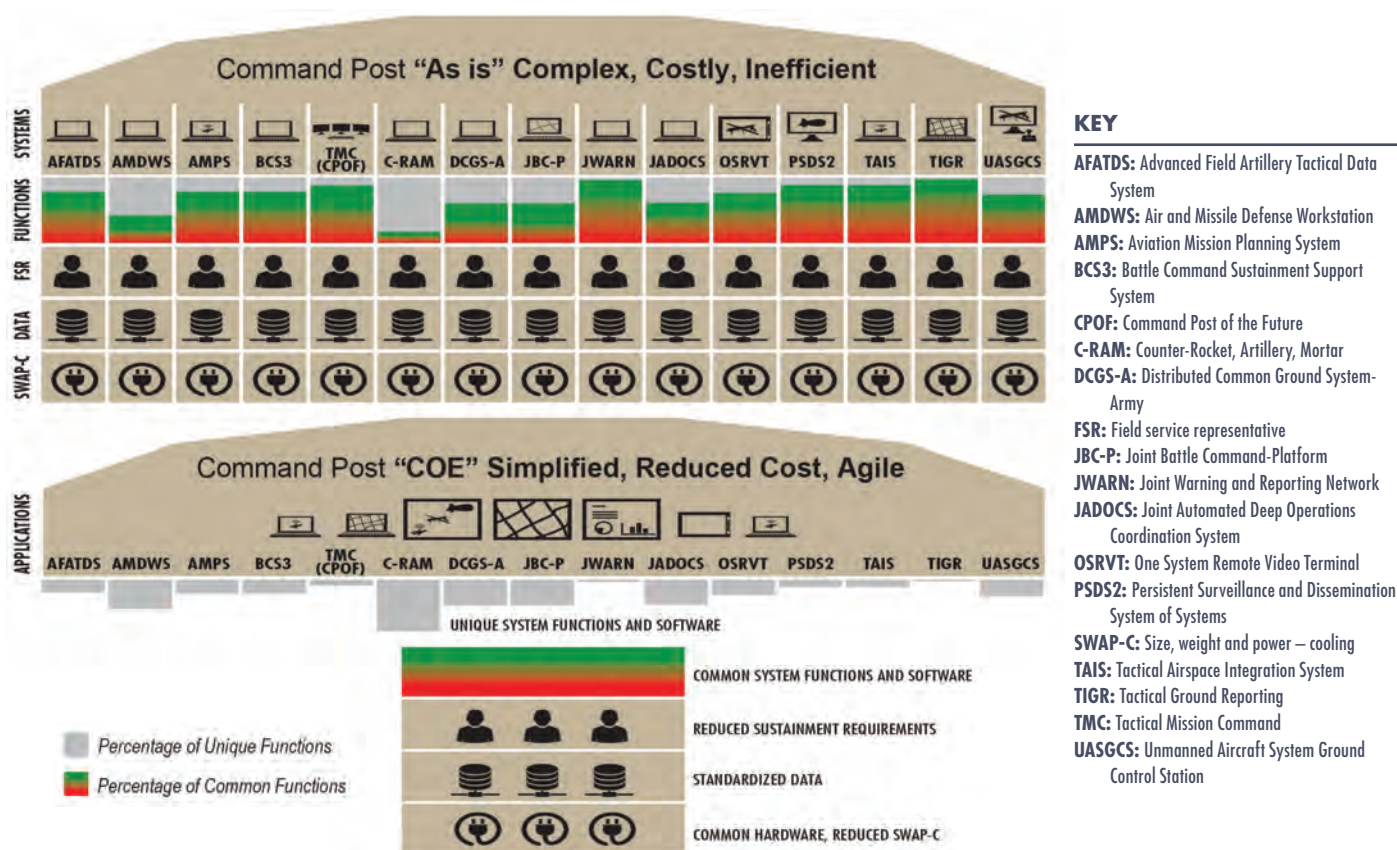 Command Post “As is” Complex, Costly, Inefficient
SYSTEMS
AFATDS AMDWS AMPS BCS3 TMC (CPOF) C-RAM DCGS-A JBC-P JWARN JADOCS OSRVT PSDS2 TAIS TIGR UASGCS
FUNCTIONS
FSR
DATA
SWAP-C
Command Post “COE” Simplified, Reduced Cost, Agile
APPLICATIONS
AFATDS AMDWS AMPS BCS3 TMC (CPOF) C-RAM DCGS-A JBC-P JWARN JADOCS OSRVT PSDS2 TAIS TIGR UASGCS
UNIQUE SYSTEM FUNCTIONS AND SOFTWARE
COMMON SYSTEM FUNCTIONS AND SOFTWARE
REDUCED SUSTAINMENT REQUIREMENTS
STANDARDIZED DATA
COMMON HARDWARE, REDUCED SWAP-C
Percentage of Unique Functions
Percentage of Common Functions
KEY
AFATDS: Advanced Field Artillery Tactical Data
System
AMDWS: Air and Missile Defense Workstation
AMPS: Aviation Mission Planning System
BCS3: Battle Command Sustainment Support
System
CPOF: Command Post of the Future
C-RAM: Counter-Rocket, Artillery, Mortar
DCGS-A: Distributed Common Ground System-
Army
FSR: Field service representative
JBC-P: Joint Battle Command-Platform
JWARN: Joint Warning and Reporting Network
JADOCS: Joint Automated Deep Operations
Coordination System
OSRVT: One System Remote Video Terminal
PSDS2: Persistent Surveillance and Dissemination
System of Systems
SWAP-C: Size, weight and power – cooling
TAIS: Tactical Airspace Integration System
TIGR: Tactical Ground Reporting
TMC: Tactical Mission Command
UASGCS: Unmanned Aircraft System Ground
Control Station